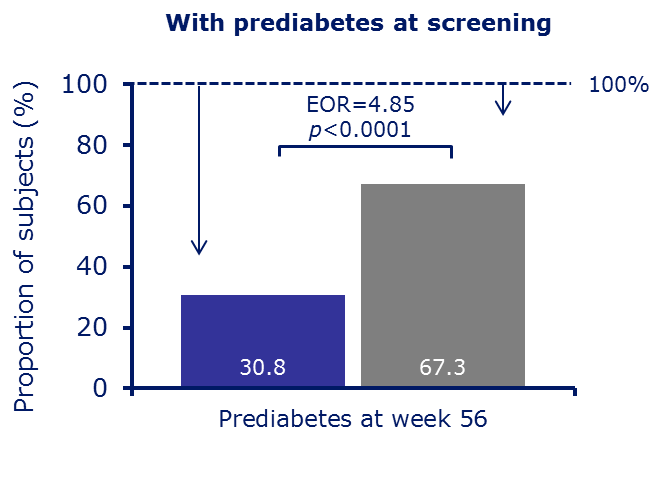 With prediabetes at screening
Proportion of subjects (%)
100
80
60
40
20
0
100%
EOR=4.85
p<0.0001
30.8
67.3
Prediabetes at week 56